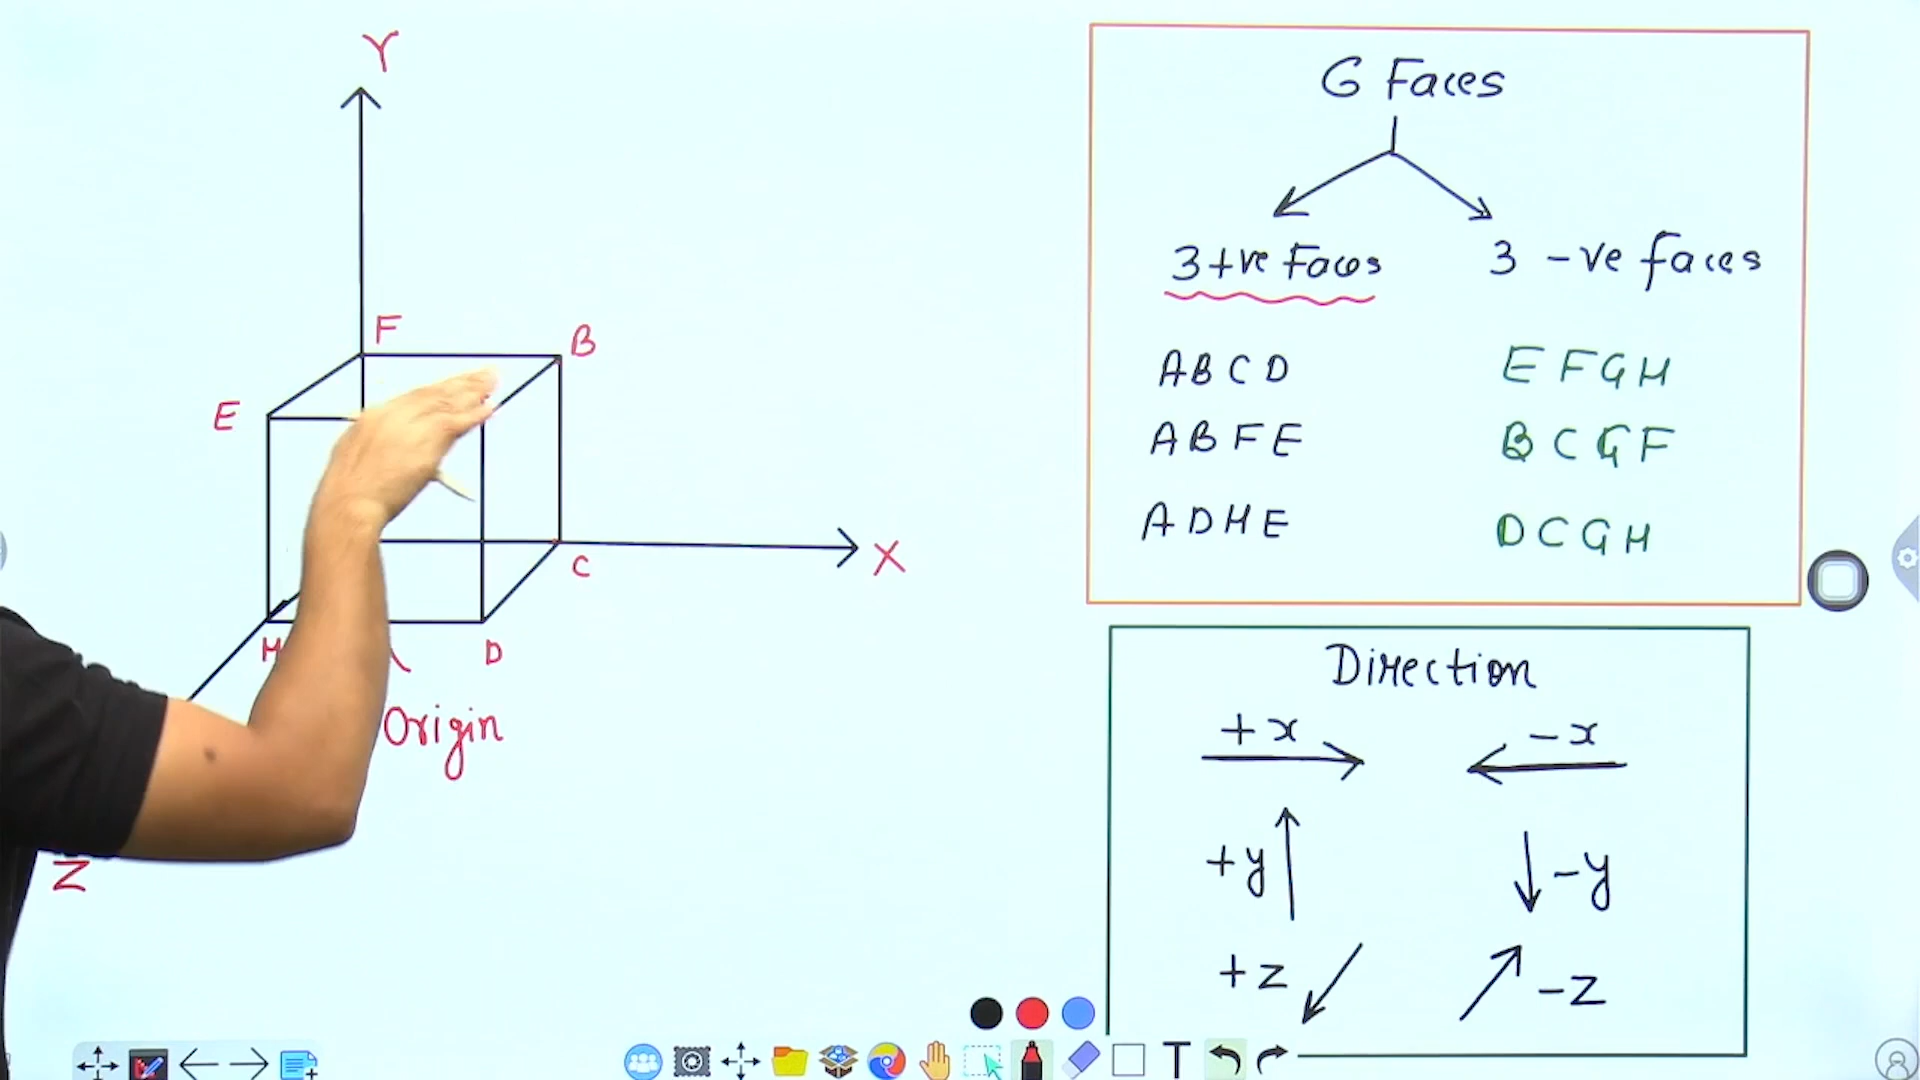 Y
F
B
E
X
C
H
D
Origin
Z
6 Faces
3 +ve Faces
3 -ve faces
ABCD
EFGH
ABFE
BCGF
ADHE
DCGH
Direction
+x
-x
+y
-y
+z
-z
T